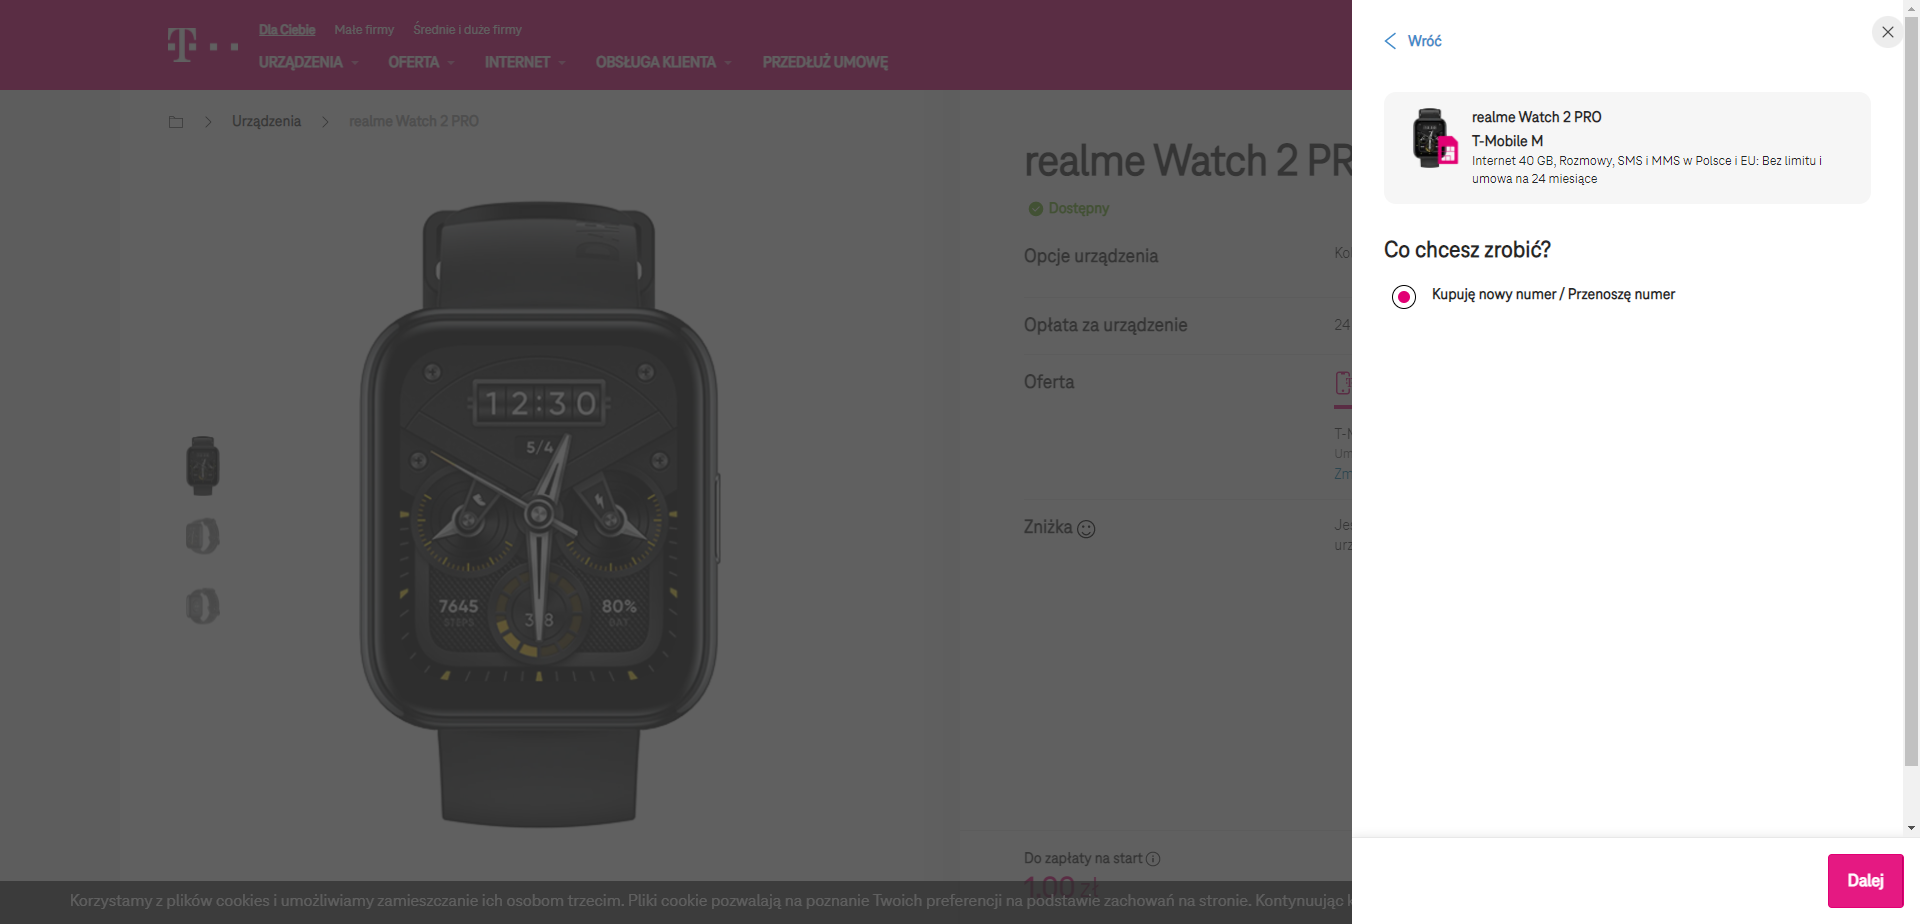 Dla Ciebie Małe firmy Średnie i duże firmy
URZĄDZENIA OFERTA INTERNET OBSŁUGA KLIENTA PRZEDŁUŻ UMOWĘ
Urządzenia realme Watch 2 PRO
realme Watch 2 PR
Dostępny
Opcje urządzenia Kol
Opłata za urządzenie 24
Oferta
T-M
Um
Zm
Zniżka Jes
urz
12:30
5/4
7645
STEPS
80%
BAT
Do zapłaty na start
1,00 zł
Korzystamy z plików cookies i umożliwiamy zamieszczanie ich osobom trzecim. Pliki cookie pozwalają na poznanie Twoich preferencji na podstawie zachowań na stronie. Kontynuując k
Wróć
realme Watch 2 PRO
T-Mobile M
Internet 40 GB, Rozmowy, SMS i MMS w Polsce i EU: Bez limitu i
umowa na 24 miesiące
Co chcesz zrobić?
Kupuję nowy numer / Przenoszę numer
Dalej